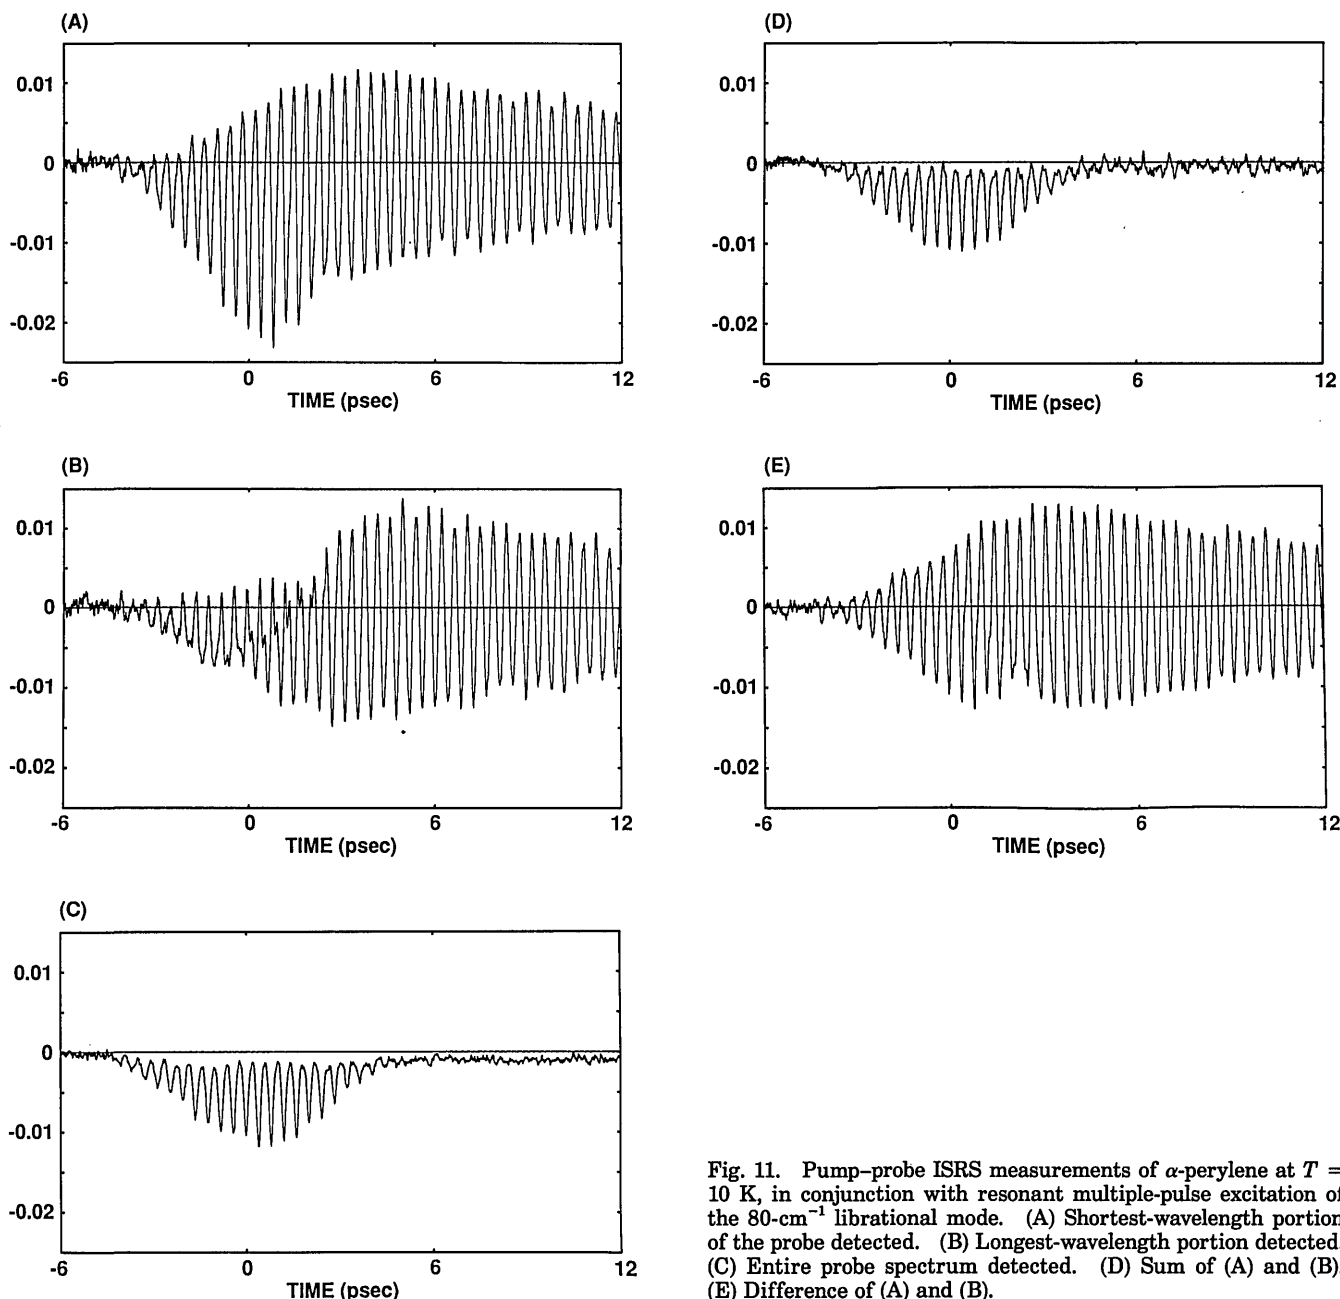 (A)
0.01
0
-0.01
-0.02
-6
0
6
12
TIME (psec)
(B)
0.01
0
-0.01
-0.02
-6
0
6
12
TIME (psec)
(C)
0.01
0
-0.01
-0.02
-6
0
6
12
TIME (psec)
(D)
0.01
0
-0.01
-0.02
-6
0
6
12
TIME (psec)
(E)
0.01
0
-0.01
-0.02
-6
0
6
12
TIME (psec)
Fig. 11. Pump–probe ISRS measurements of α-perylene at T =
10 K, in conjunction with resonant multiple-pulse excitation of
the 80-cm⁻¹ librational mode. (A) Shortest-wavelength portion
of the probe detected. (B) Longest-wavelength portion detected.
(C) Entire probe spectrum detected. (D) Sum of (A) and (B).
(E) Difference of (A) and (B).